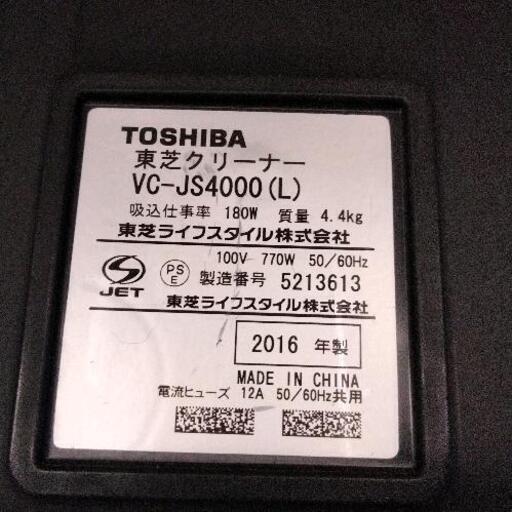 TOSHIBA
東芝クリーナー
VC-JS4000(L)
吸込仕事率 180W 質量 4.4kg
東芝ライフスタイル株式会社
100V 770W 50/60Hz
JET PSE 製造番号 5213613
東芝ライフスタイル株式会社
2016 年製
MADE IN CHINA
電流ヒューズ 12A 50/60Hz共用